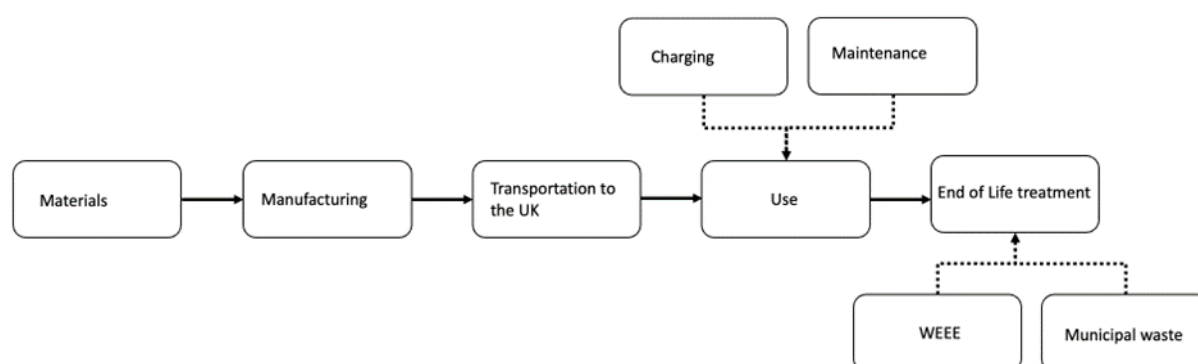 Charging
Maintenance
Materials
Manufacturing
Transportation to
the UK
Use
End of Life treatment
WEEE
Municipal waste